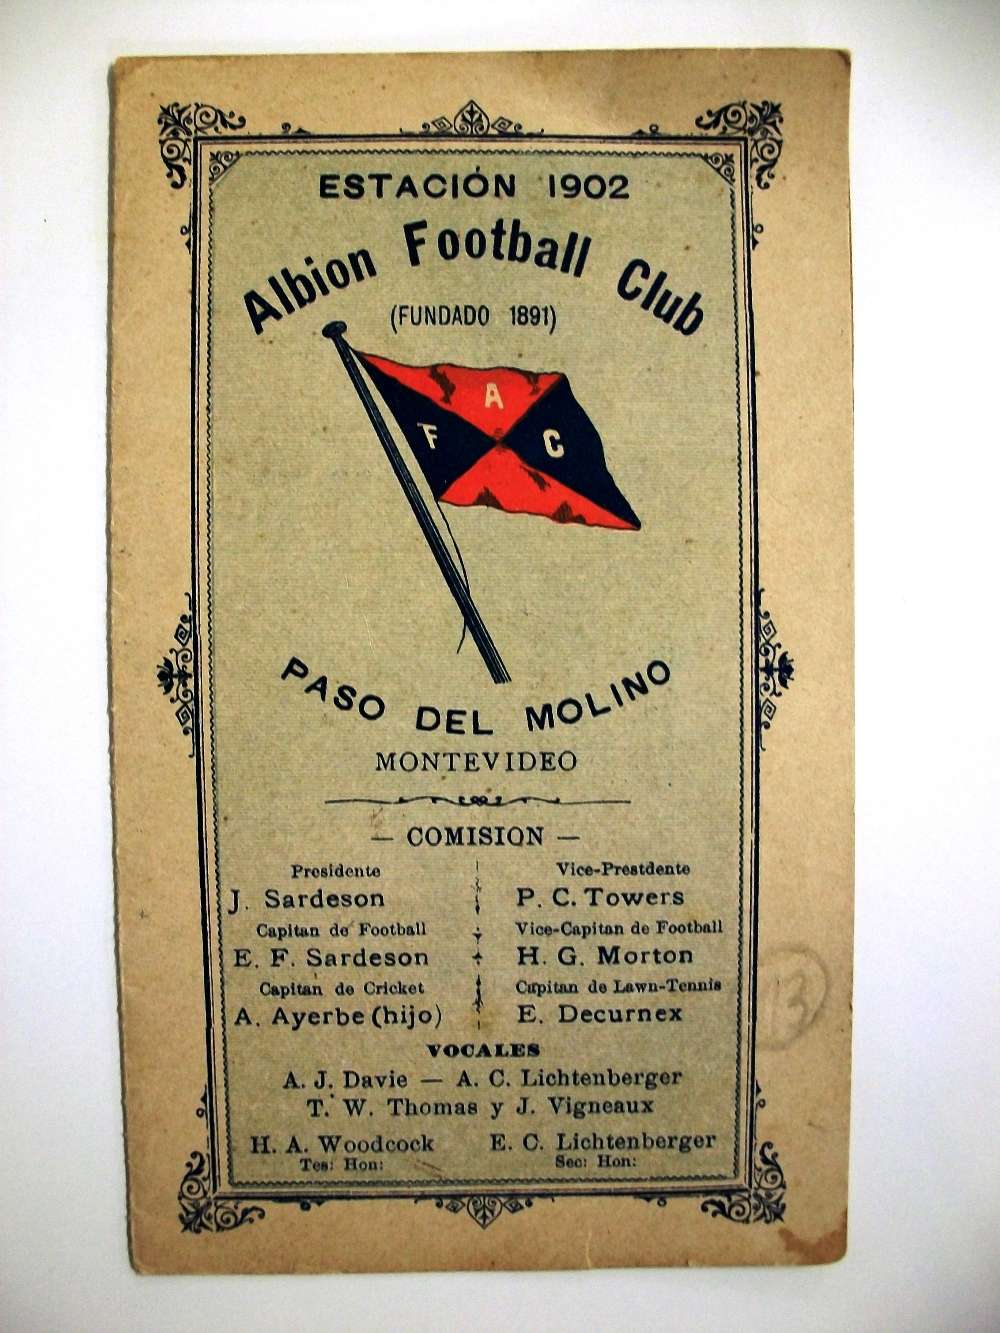 ESTACIÓN 1902
Albion Football Club
(FUNDADO 1891)
A
F C
PASO DEL MOLINO
MONTEVIDEO
— COMISION —
Presidente Vice-Prestdente
J. Sardeson P. C. Towers
Capitan de Football Vice-Capitan de Football
E. F. Sardeson H. G. Morton
Capitan de Cricket Capitan de Lawn-Tennis
A. Ayerbe (hijo) E. Decurnex
VOCALES
A. J. Davie — A. C. Lichtenberger
T. W. Thomas y J. Vigneaux
H. A. Woodcock E. C. Lichtenberger
Tes: Hon: Sec: Hon:
13